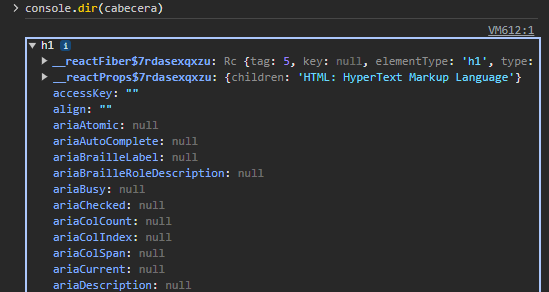 > console.dir(cabecera)
VM612:1
▼ h1 i
▶ __reactFiber$7rdasexqxzu: Rc {tag: 5, key: null, elementType: 'h1', type:
▶ __reactProps$7rdasexqxzu: {children: 'HTML: HyperText Markup Language'}
accessKey: ""
align: ""
ariaAtomic: null
ariaAutoComplete: null
ariaBrailleLabel: null
ariaBrailleRoleDescription: null
ariaBusy: null
ariaChecked: null
ariaColCount: null
ariaColIndex: null
ariaColSpan: null
ariaCurrent: null
ariaDescription: null